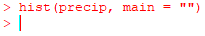 > hist(precip, main = "")
>